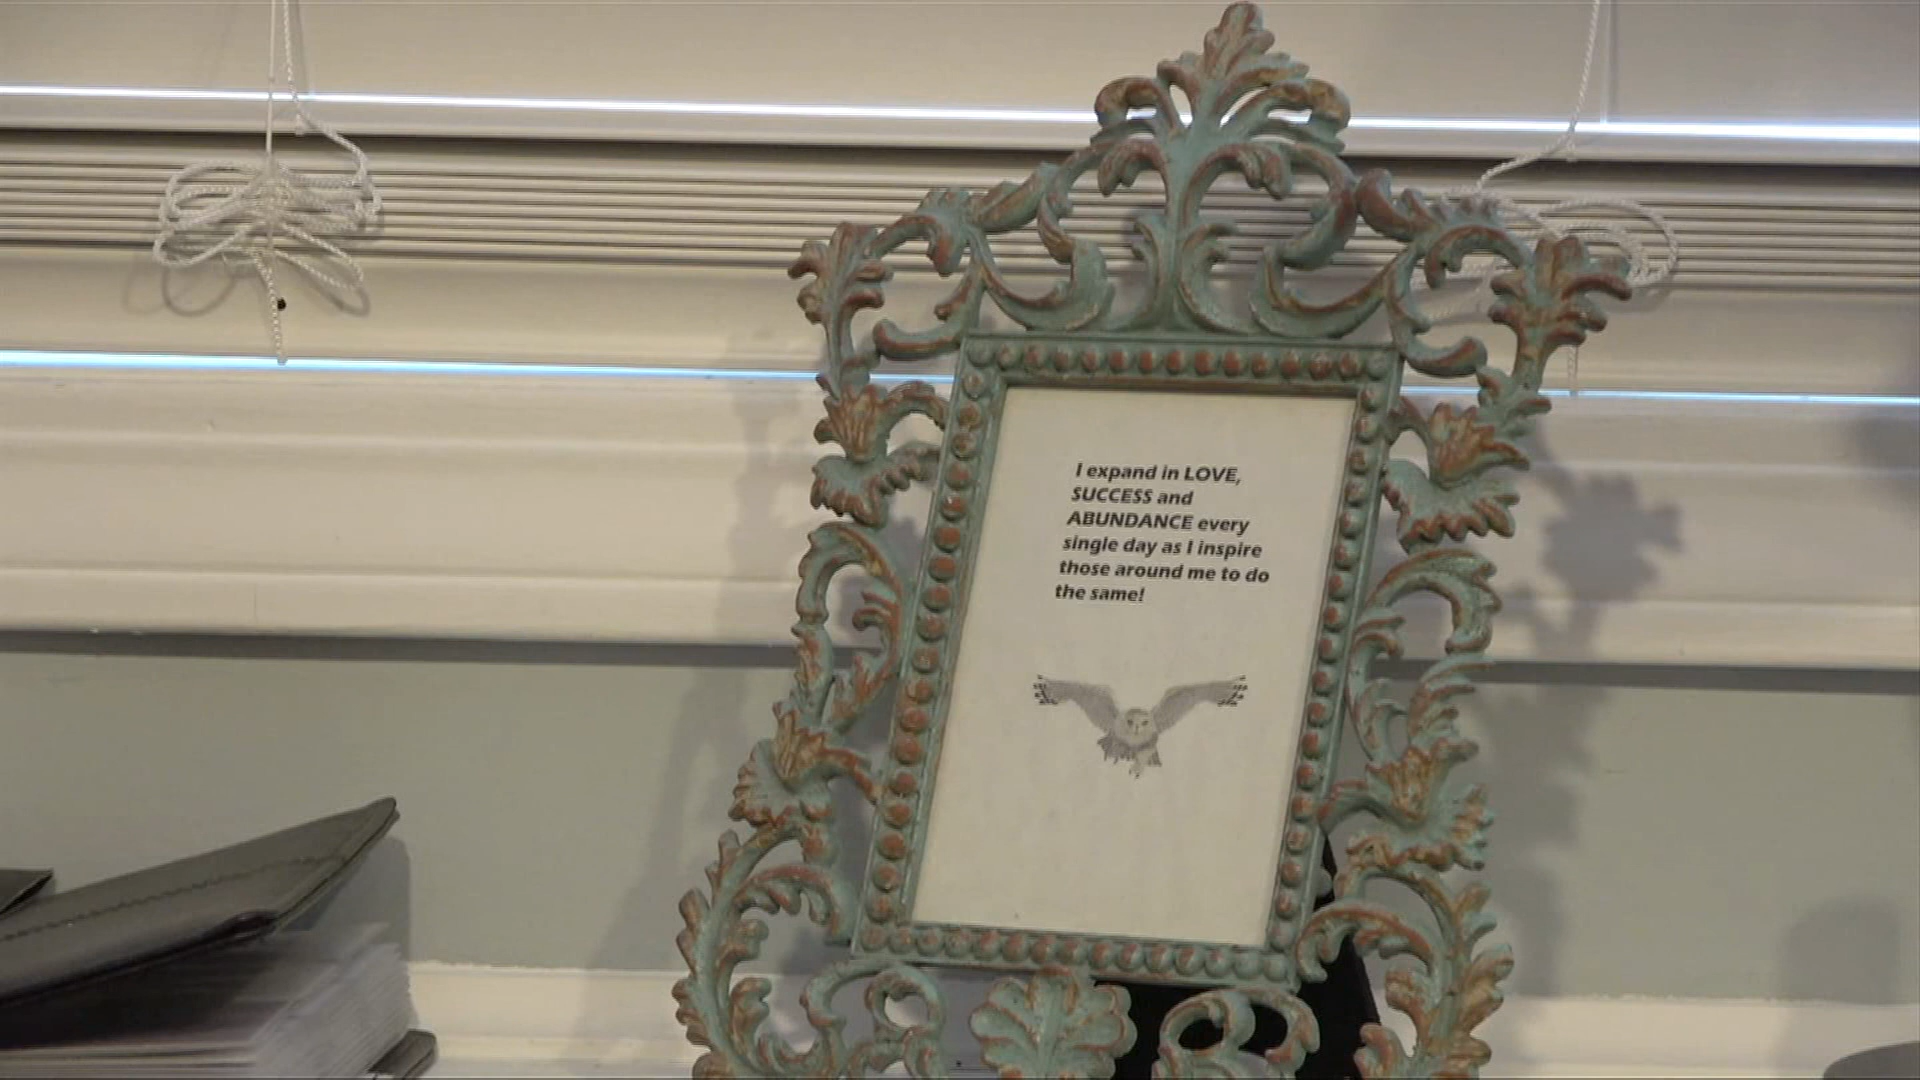 I expand in LOVE,
SUCCESS and
ABUNDANCE every
single day as I inspire
those around me to do
the same!